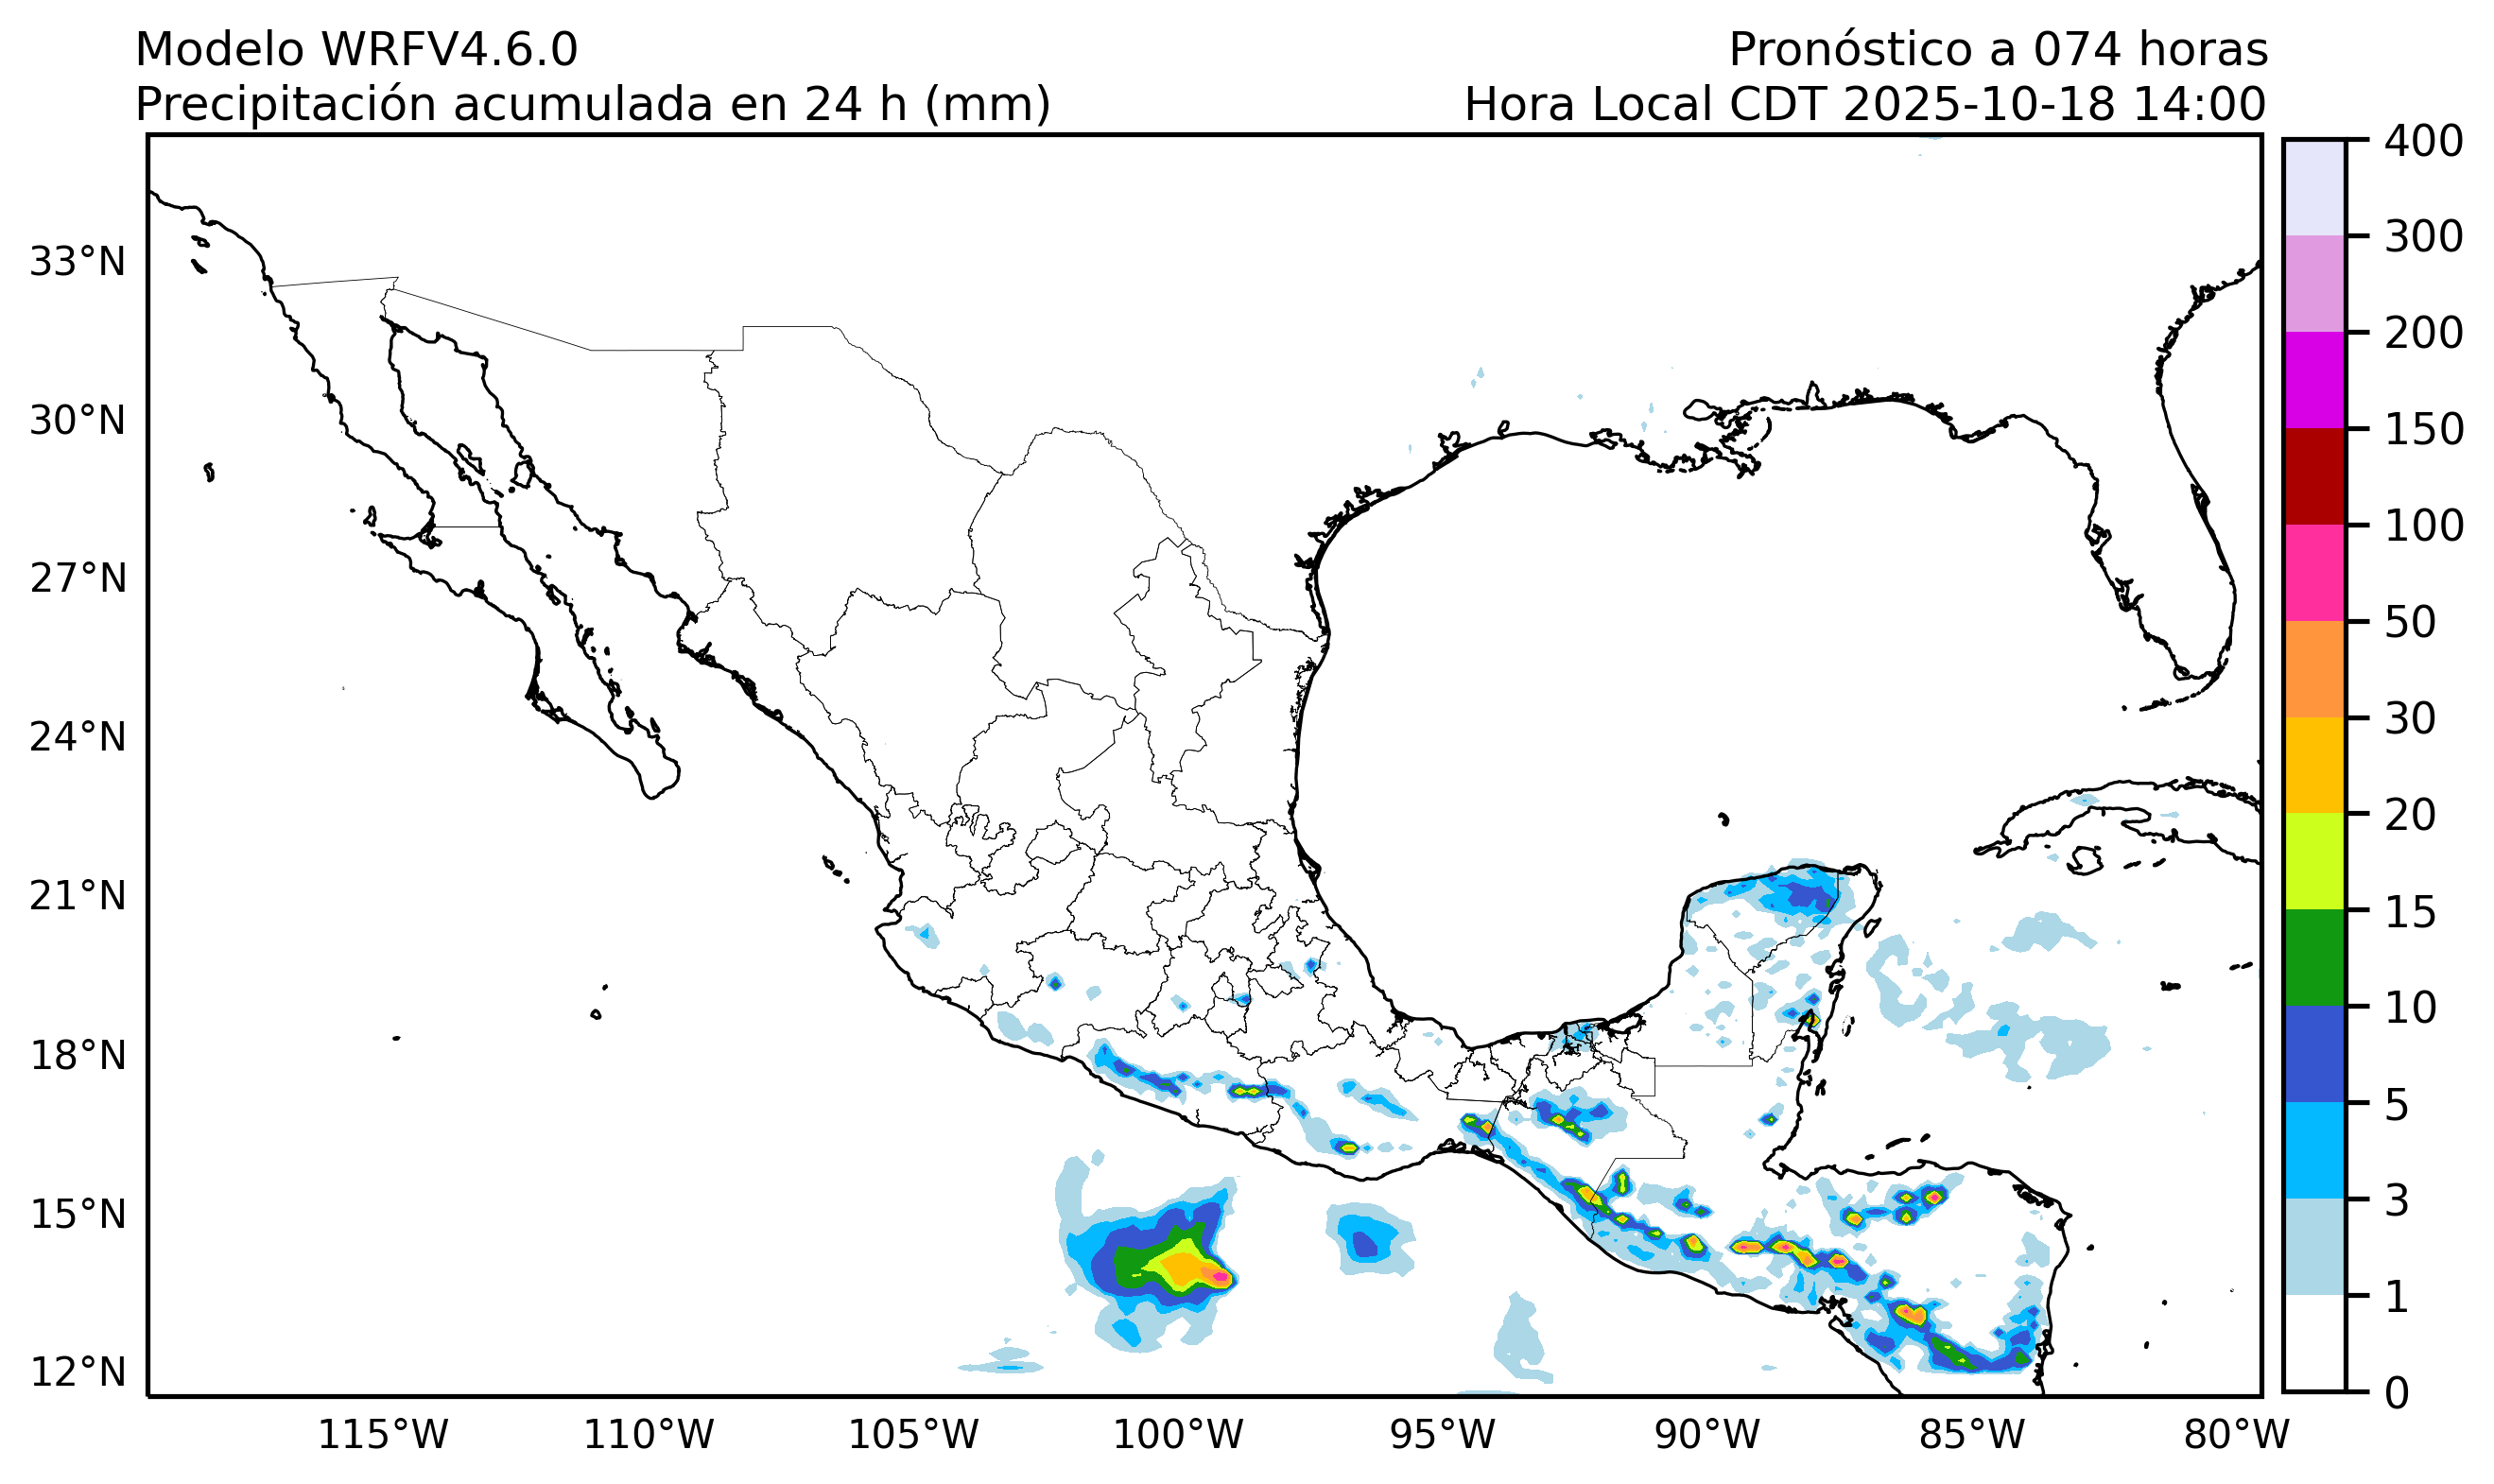 Modelo WRFV4.6.0
Pronóstico a 074 horas
Precipitación acumulada en 24 h (mm)
Hora Local CDT 2025-10-18 14:00
33°N
30°N
27°N
24°N
21°N
18°N
15°N
12°N
115°W
110°W
105°W
100°W
95°W
90°W
85°W
80°W
400
300
200
150
100
50
30
20
15
10
5
3
1
0